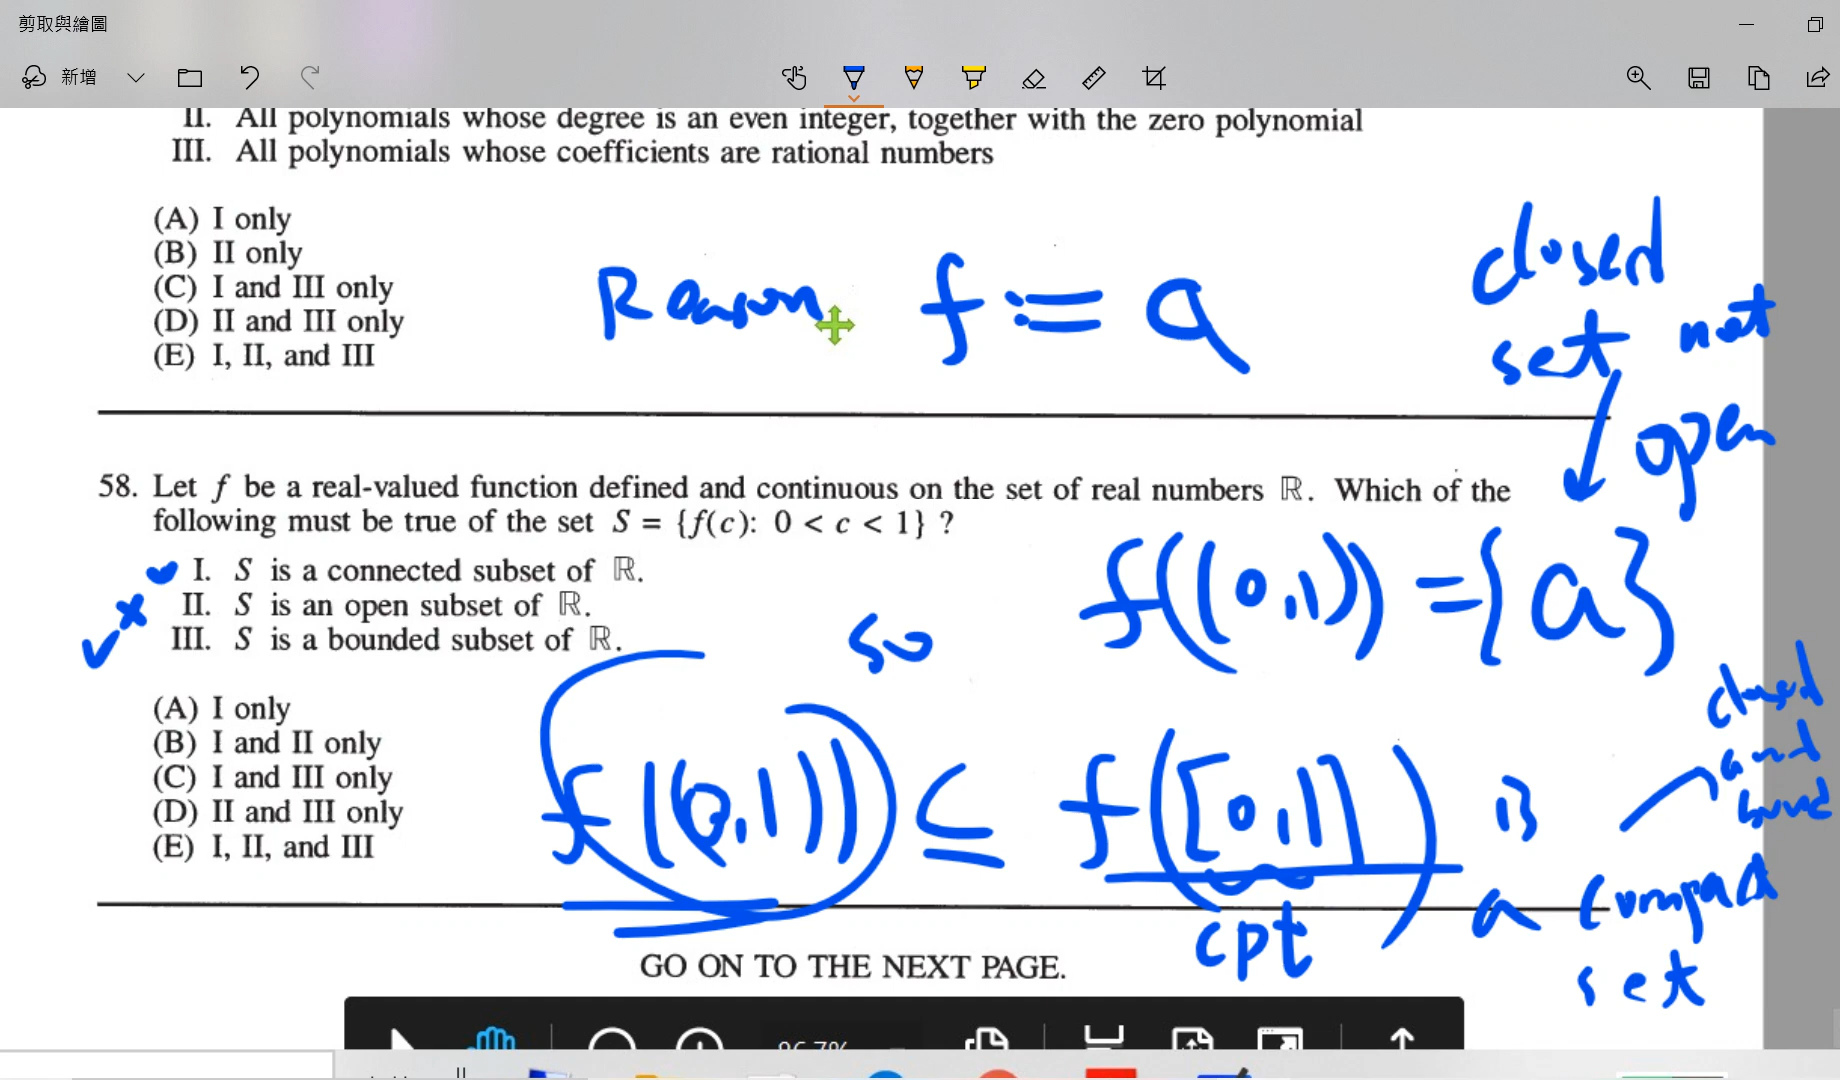 剪取與繪圖
新增
II. All polynomials whose degree is an even integer, together with the zero polynomial
III. All polynomials whose coefficients are rational numbers
(A) I only
(B) II only
(C) I and III only
(D) II and III only
(E) I, II, and III
Reason f := a
closed
set not
open
58. Let f be a real-valued function defined and continuous on the set of real numbers ℝ. Which of the
following must be true of the set S = {f(c): 0 < c < 1} ?
I. S is a connected subset of ℝ.
II. S is an open subset of ℝ.
III. S is a bounded subset of ℝ.
f((0,1)) = {a}
so
(A) I only
(B) I and II only
(C) I and III only
(D) II and III only
(E) I, II, and III
f((0,1)) ⊆ f([0,1]) is
cpt
a compact
set
closed
and
GO ON TO THE NEXT PAGE.